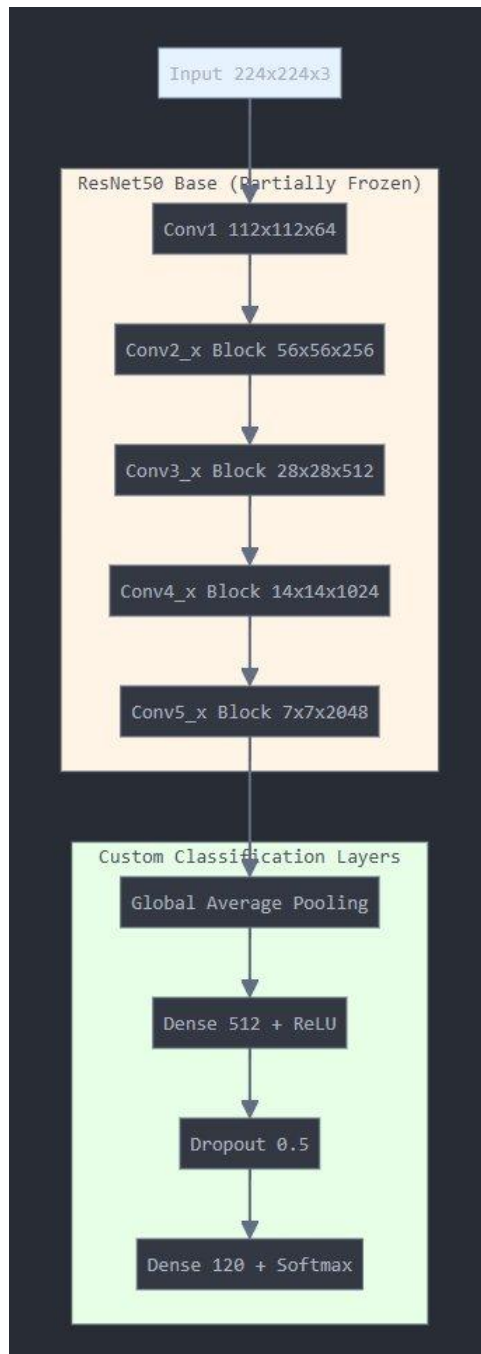 Input 224x224x3
ResNet50 Base (Partially Frozen)
Conv1 112x112x64
Conv2_x Block 56x56x256
Conv3_x Block 28x28x512
Conv4_x Block 14x14x1024
Conv5_x Block 7x7x2048
Custom Classification Layers
Global Average Pooling
Dense 512 + ReLU
Dropout 0.5
Dense 120 + Softmax